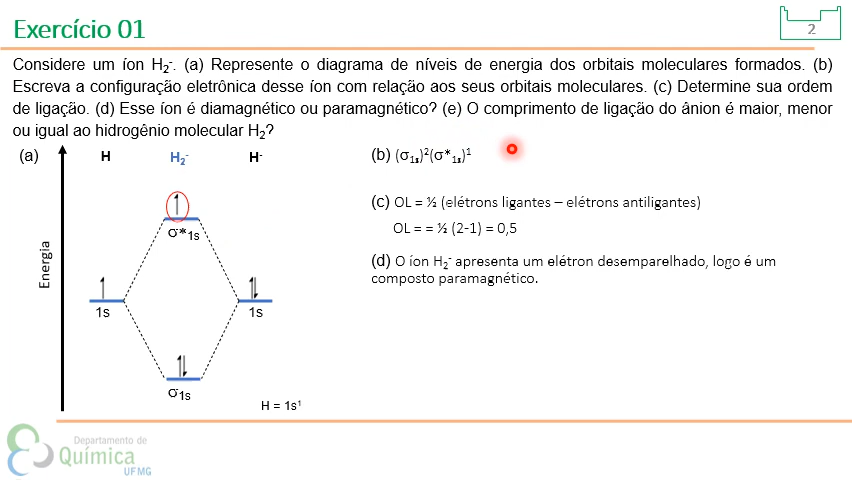 Exercício 01
2
Considere um íon H₂⁻. (a) Represente o diagrama de níveis de energia dos orbitais moleculares formados. (b)
Escreva a configuração eletrônica desse íon com relação aos seus orbitais moleculares. (c) Determine sua ordem
de ligação. (d) Esse íon é diamagnético ou paramagnético? (e) O comprimento de ligação do ânion é maior, menor
ou igual ao hidrogênio molecular H₂?
(a)
H H₂⁻ H⁻
Energia
σ*1s
1s 1s
σ1s
H = 1s¹
(b) (σ1s)²(σ*1s)¹
(c) OL = ½ (elétrons ligantes – elétrons antiligantes)
OL = = ½ (2-1) = 0,5
(d) O íon H₂⁻ apresenta um elétron desemparelhado, logo é um
composto paramagnético.
Departamento de
Química
UFMG